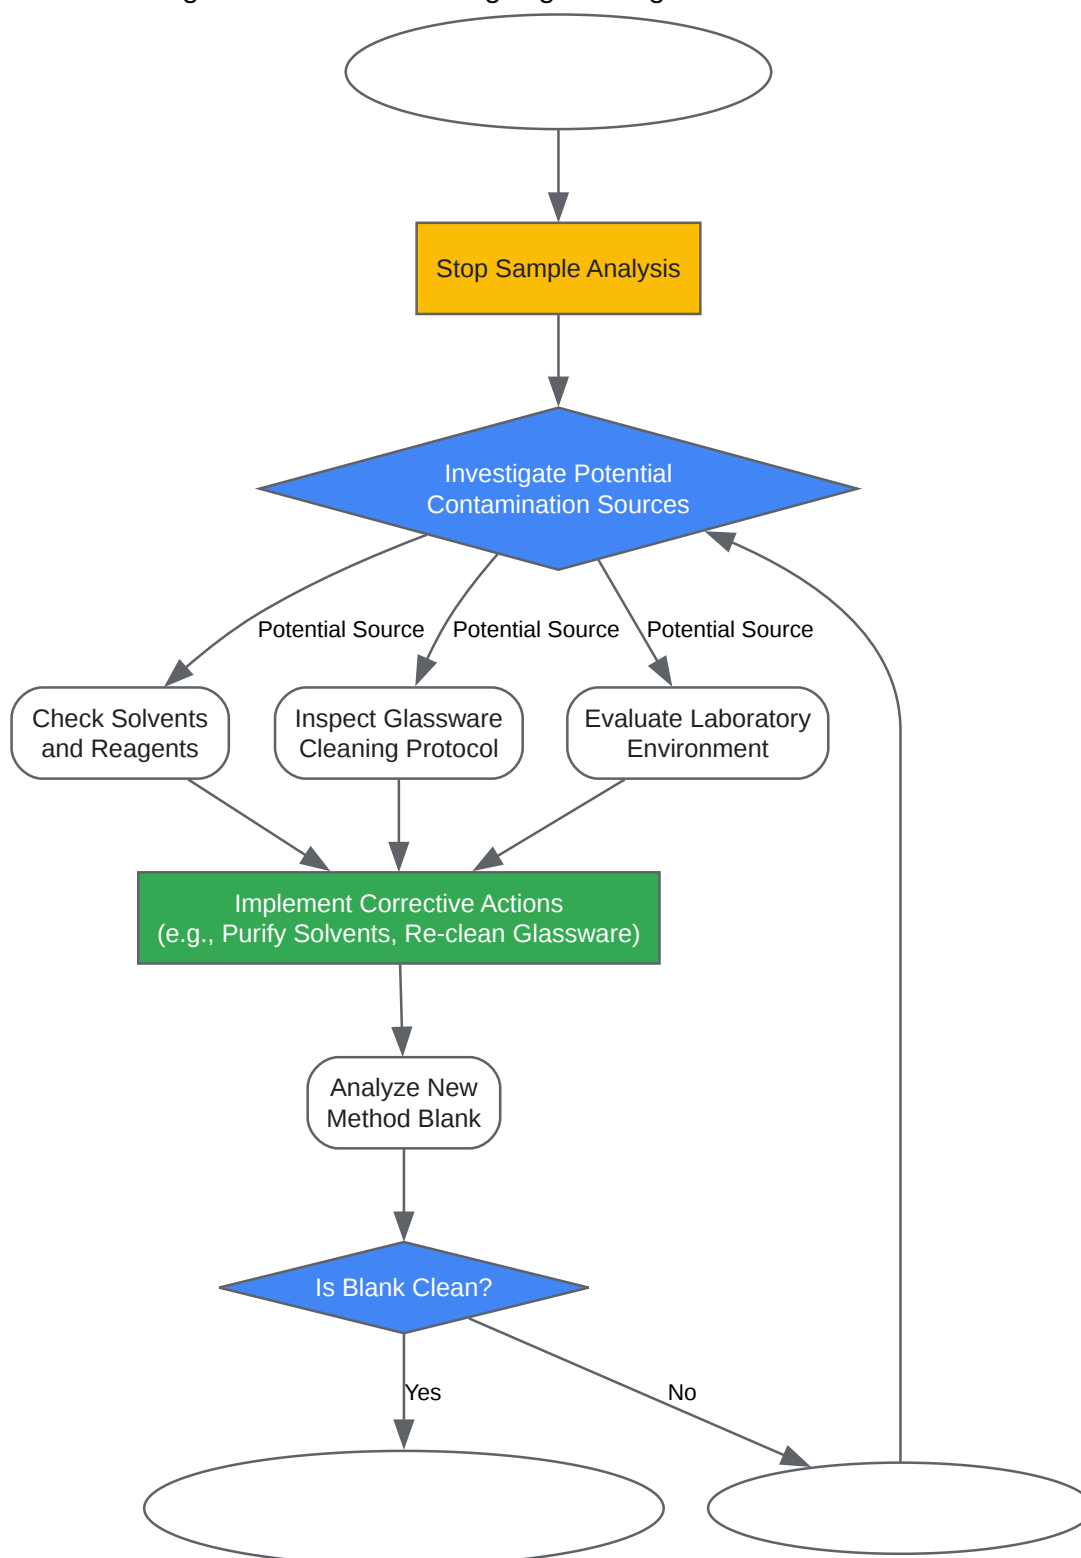 Stop Sample Analysis
Investigate Potential
Contamination Sources
Potential Source
Potential Source
Potential Source
Check Solvents
and Reagents
Inspect Glassware
Cleaning Protocol
Evaluate Laboratory
Environment
Implement Corrective Actions
(e.g., Purify Solvents, Re-clean Glassware)
Analyze New
Method Blank
Is Blank Clean?
Yes
No